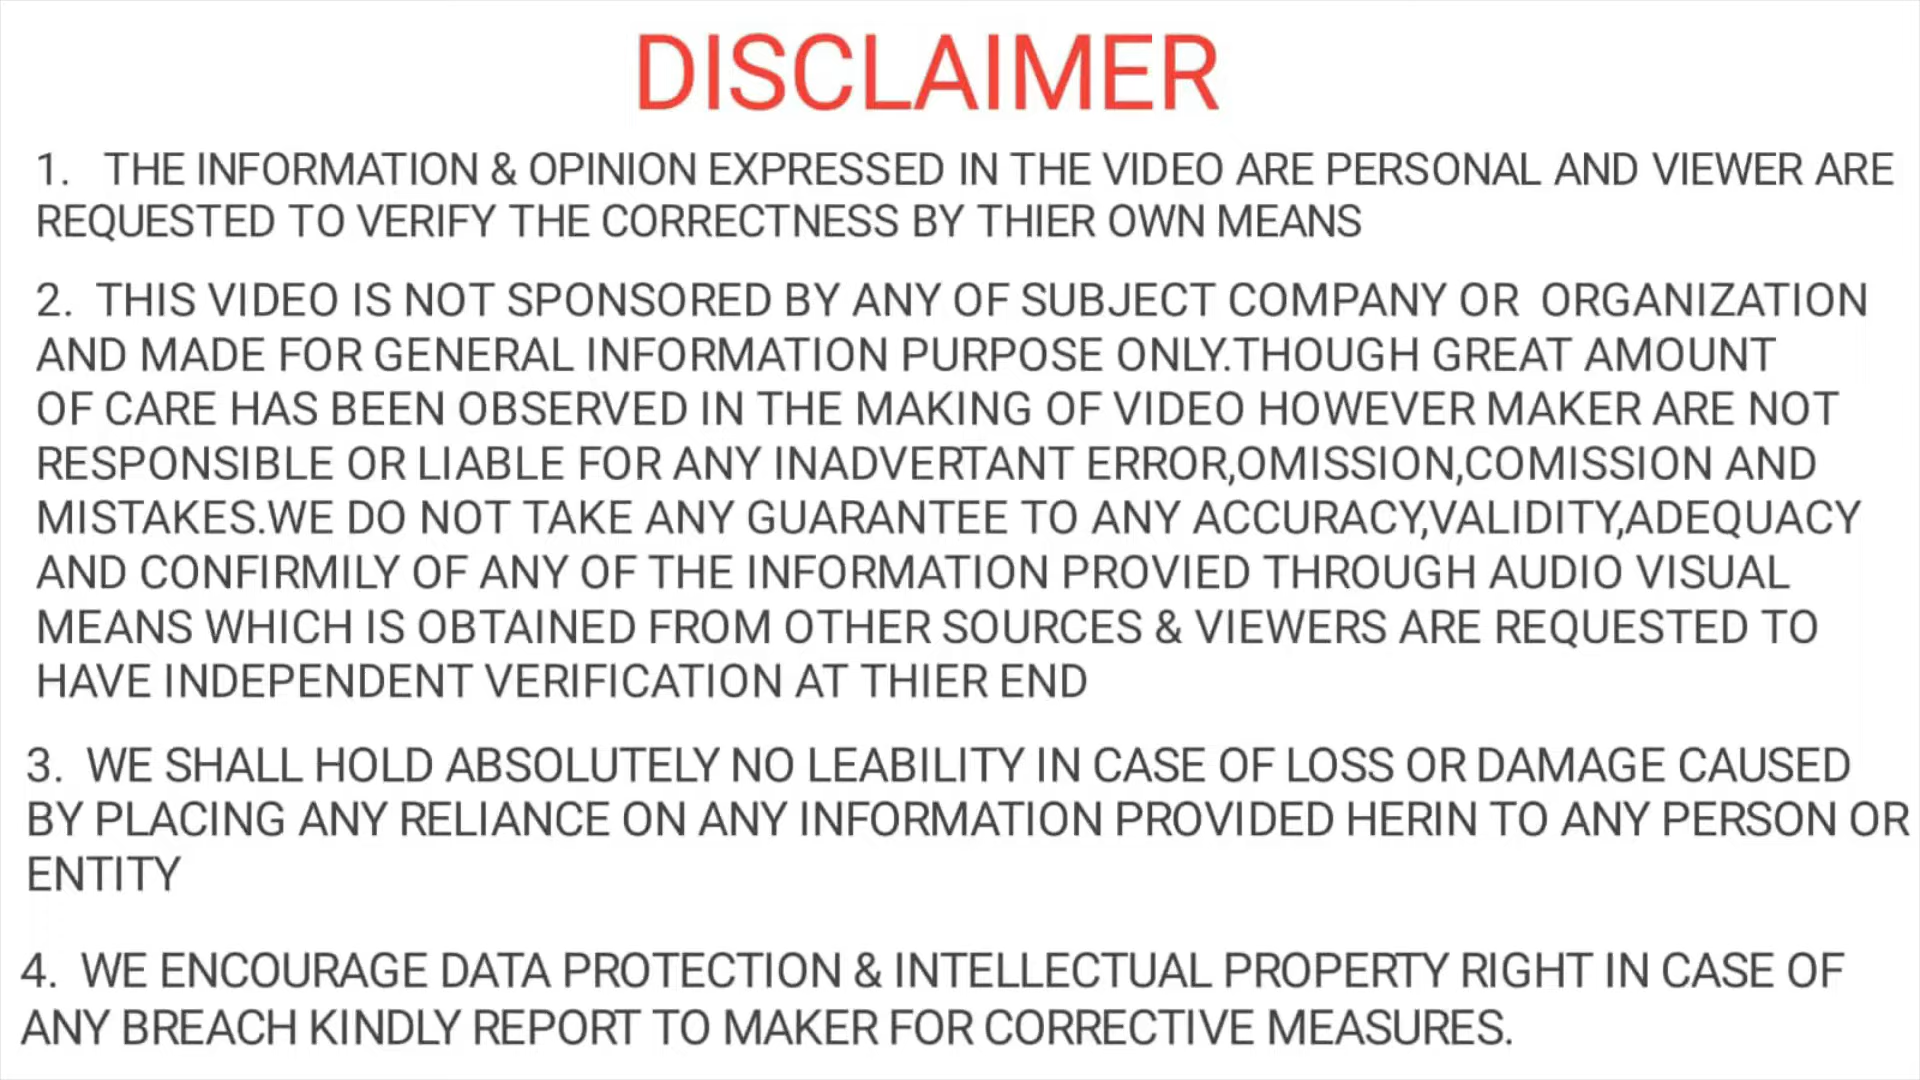 DISCLAIMER
1. THE INFORMATION & OPINION EXPRESSED IN THE VIDEO ARE PERSONAL AND VIEWER ARE
REQUESTED TO VERIFY THE CORRECTNESS BY THIER OWN MEANS
2. THIS VIDEO IS NOT SPONSORED BY ANY OF SUBJECT COMPANY OR ORGANIZATION
AND MADE FOR GENERAL INFORMATION PURPOSE ONLY.THOUGH GREAT AMOUNT
OF CARE HAS BEEN OBSERVED IN THE MAKING OF VIDEO HOWEVER MAKER ARE NOT
RESPONSIBLE OR LIABLE FOR ANY INADVERTANT ERROR,OMISSION,COMISSION AND
MISTAKES.WE DO NOT TAKE ANY GUARANTEE TO ANY ACCURACY,VALIDITY,ADEQUACY
AND CONFIRMILY OF ANY OF THE INFORMATION PROVIED THROUGH AUDIO VISUAL
MEANS WHICH IS OBTAINED FROM OTHER SOURCES & VIEWERS ARE REQUESTED TO
HAVE INDEPENDENT VERIFICATION AT THIER END
3. WE SHALL HOLD ABSOLUTELY NO LEABILITY IN CASE OF LOSS OR DAMAGE CAUSED
BY PLACING ANY RELIANCE ON ANY INFORMATION PROVIDED HERIN TO ANY PERSON OR
ENTITY
4. WE ENCOURAGE DATA PROTECTION & INTELLECTUAL PROPERTY RIGHT IN CASE OF
ANY BREACH KINDLY REPORT TO MAKER FOR CORRECTIVE MEASURES.